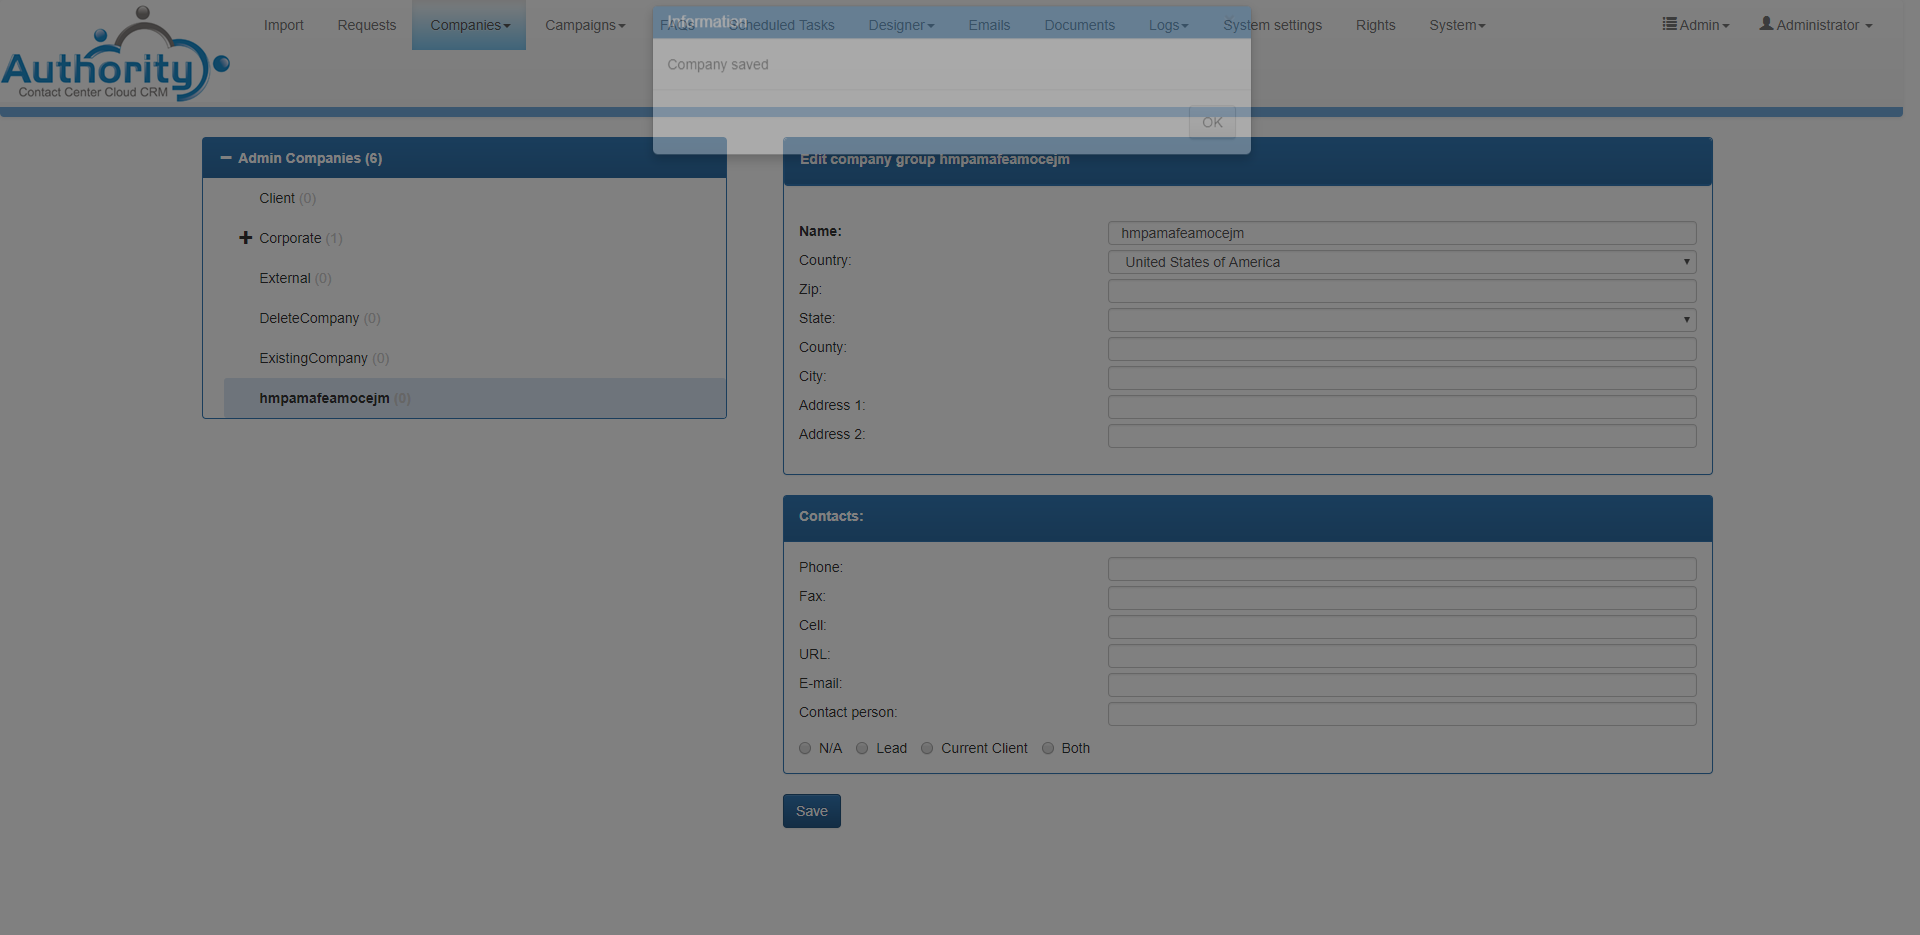 Authority
Contact Center Cloud CRM
Import Requests Companies Campaigns FAQs Scheduled Tasks Designer Emails Documents Logs System settings Rights System Admin Administrator
Information
Company saved
OK
Admin Companies (6)
Client (0)
Corporate (1)
External (0)
DeleteCompany (0)
ExistingCompany (0)
hmpamafeamocejm (0)
Edit company group hmpamafeamocejm
Name: hmpamafeamocejm
Country: United States of America
Zip:
State:
County:
City:
Address 1:
Address 2:
Contacts:
Phone:
Fax:
Cell:
URL:
E-mail:
Contact person:
N/A Lead Current Client Both
Save